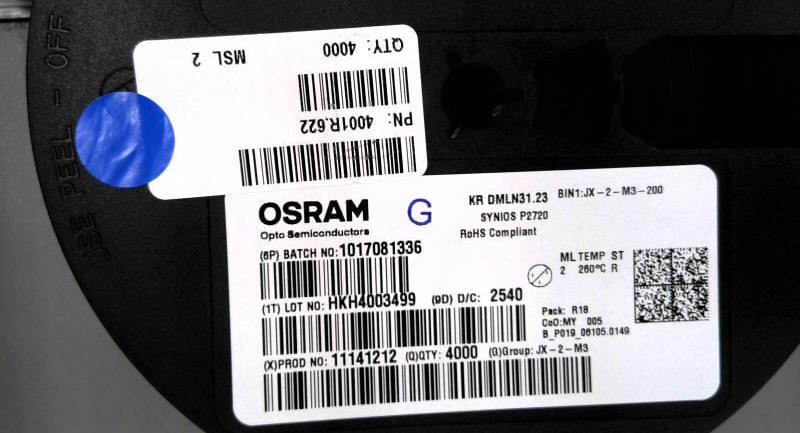 USE PEEL - OFF
QTY: 4000
MSL 2
PN: 4001R.622
OSRAM
Opto Semiconductors
G
KR DMLN31.23
BIN1:JX-2-M3-200
SYNIOS P2720
RoHS Compliant
(6P) BATCH NO: 1017081336
ML TEMP ST
2 260°C R
(1T) LOT NO: HKH4003499 (9D) D/C: 2540
Pack: R18
CoO:MY 005
B_P019_06105.0149
(X)PROD NO: 11141212 (Q)QTY: 4000 (G)Group: JX-2-M3